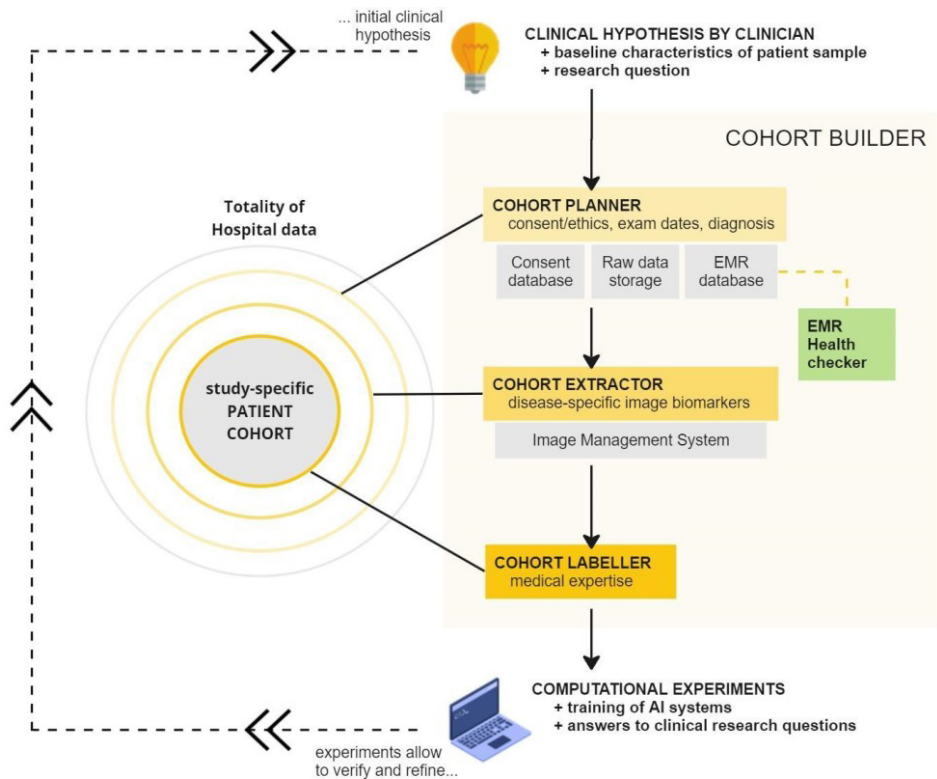 ... initial clinical
hypothesis
CLINICAL HYPOTHESIS BY CLINICIAN
+ baseline characteristics of patient sample
+ research question
COHORT BUILDER
Totality of
Hospital data
COHORT PLANNER
consent/ethics, exam dates, diagnosis
Consent
database
Raw data
storage
EMR
database
EMR
Health
checker
study-specific
PATIENT
COHORT
COHORT EXTRACTOR
disease-specific image biomarkers
Image Management System
COHORT LABELLER
medical expertise
COMPUTATIONAL EXPERIMENTS
+ training of AI systems
+ answers to clinical research questions
experiments allow
to verify and refine...